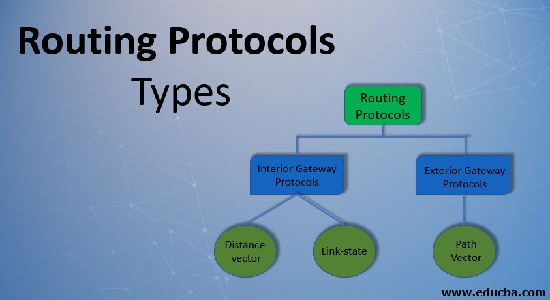 Routing Protocols
Types
Routing
Protocols
Interior Gateway
Protocols
Exterior Gateway
Protocols
Distance
vector
Link-state
Path
Vector
www.educba.com